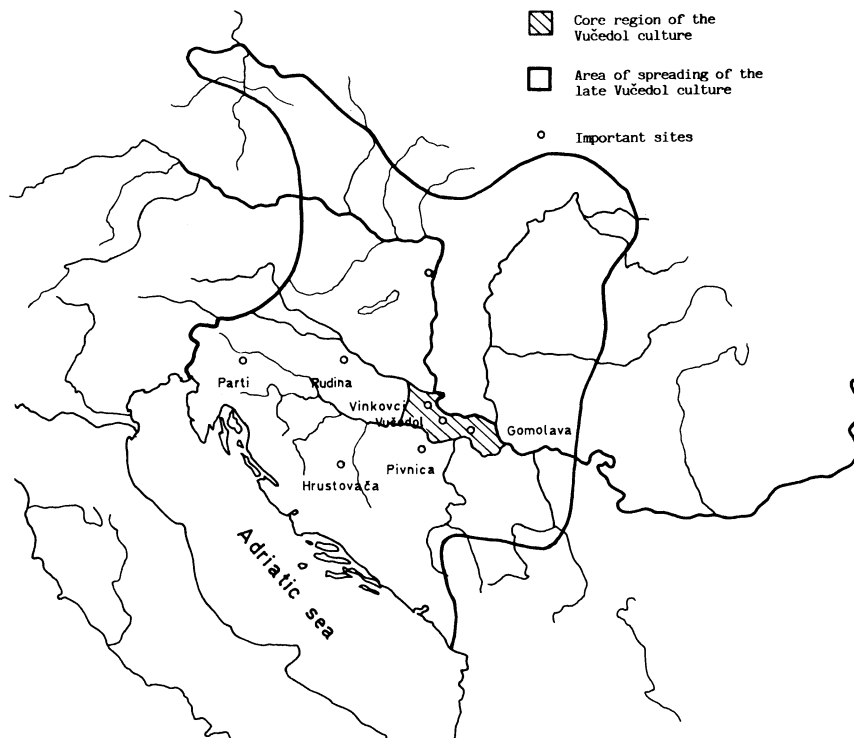 Core region of the
Vučedol culture
Area of spreading of the
late Vučedol culture
Important sites
Parti
Rudina
Vinkovci
Vučedol
Gomolava
Pivnica
Hrustovača
Adriatic sea